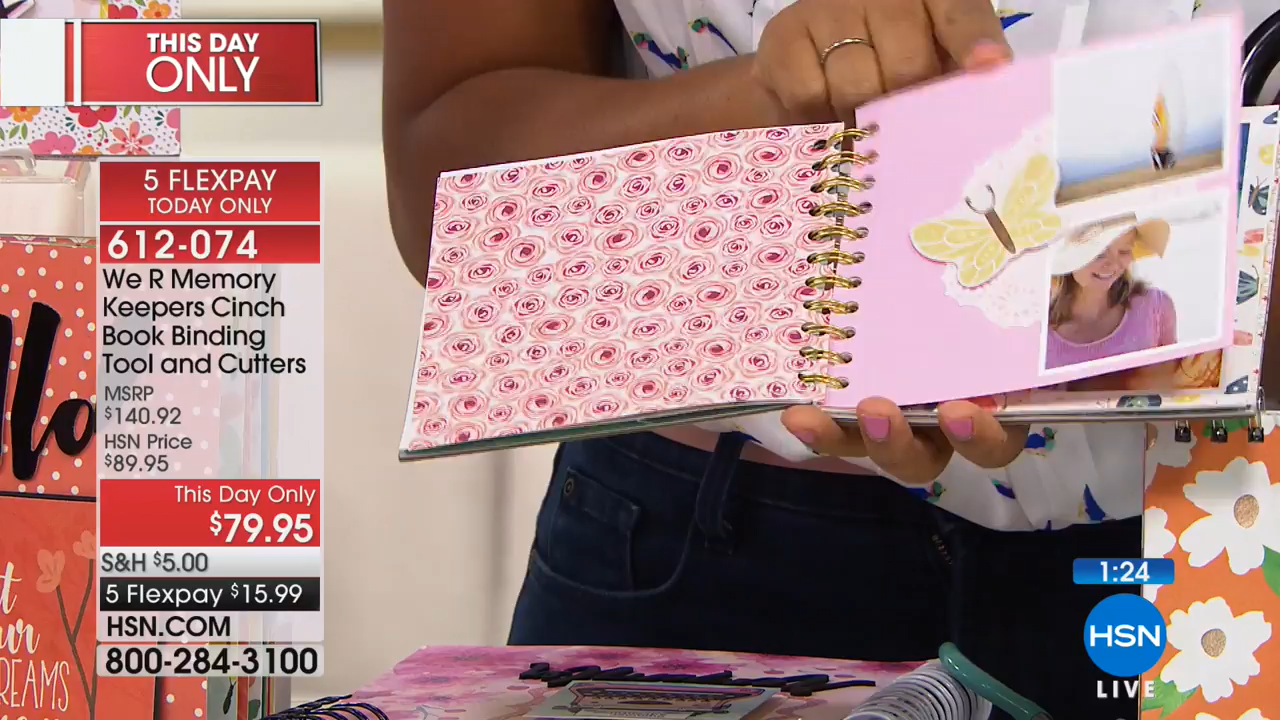 THIS DAY
ONLY
5 FLEXPAY
TODAY ONLY
612-074
We R Memory
Keepers Cinch
Book Binding
Tool and Cutters
MSRP
$140.92
HSN Price
$89.95
This Day Only
$79.95
S&H $5.00
5 Flexpay $15.99
HSN.COM
800-284-3100
lo
DREAMS
1:24
HSN
LIVE